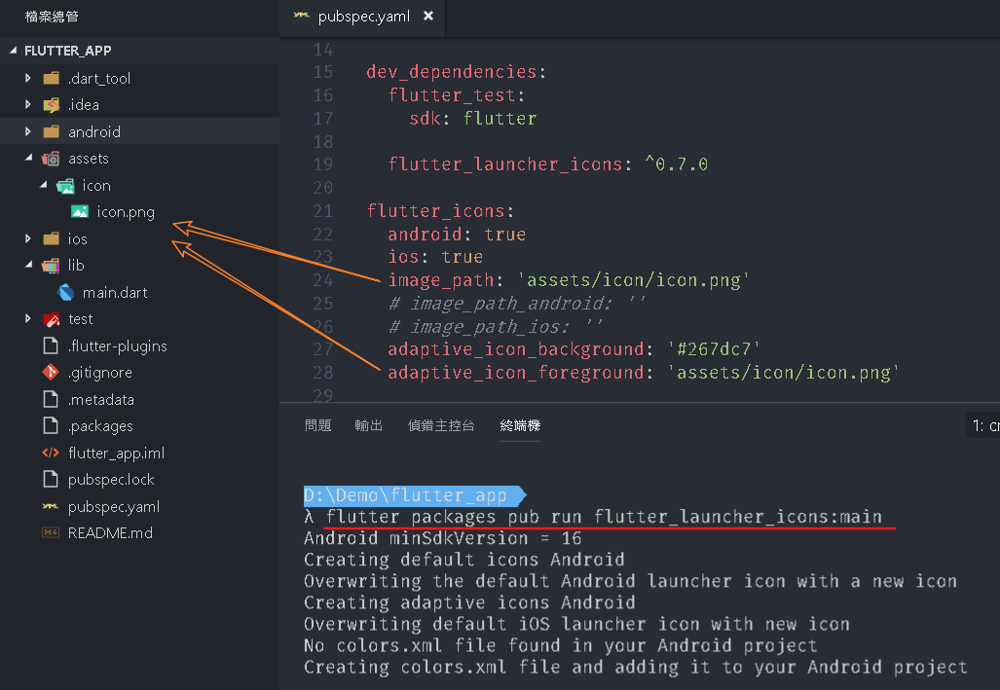 檔案總管
FLUTTER_APP
.dart_tool
.idea
android
assets
icon
icon.png
ios
lib
main.dart
test
.flutter-plugins
.gitignore
.metadata
.packages
flutter_app.iml
pubspec.lock
pubspec.yaml
README.md
pubspec.yaml ×
14
15 dev_dependencies:
16 flutter_test:
17 sdk: flutter
18
19 flutter_launcher_icons: ^0.7.0
20
21 flutter_icons:
22 android: true
23 ios: true
24 image_path: 'assets/icon/icon.png'
25 # image_path_android: ''
26 # image_path_ios: ''
27 adaptive_icon_background: '#267dc7'
28 adaptive_icon_foreground: 'assets/icon/icon.png'
29
問題 輸出 偵錯主控台 終端機 1: c
D:\Demo\flutter_app
λ flutter packages pub run flutter_launcher_icons:main
Android minSdkVersion = 16
Creating default icons Android
Overwriting the default Android launcher icon with a new icon
Creating adaptive icons Android
Overwriting default iOS launcher icon with new icon
No colors.xml file found in your Android project
Creating colors.xml file and adding it to your Android project